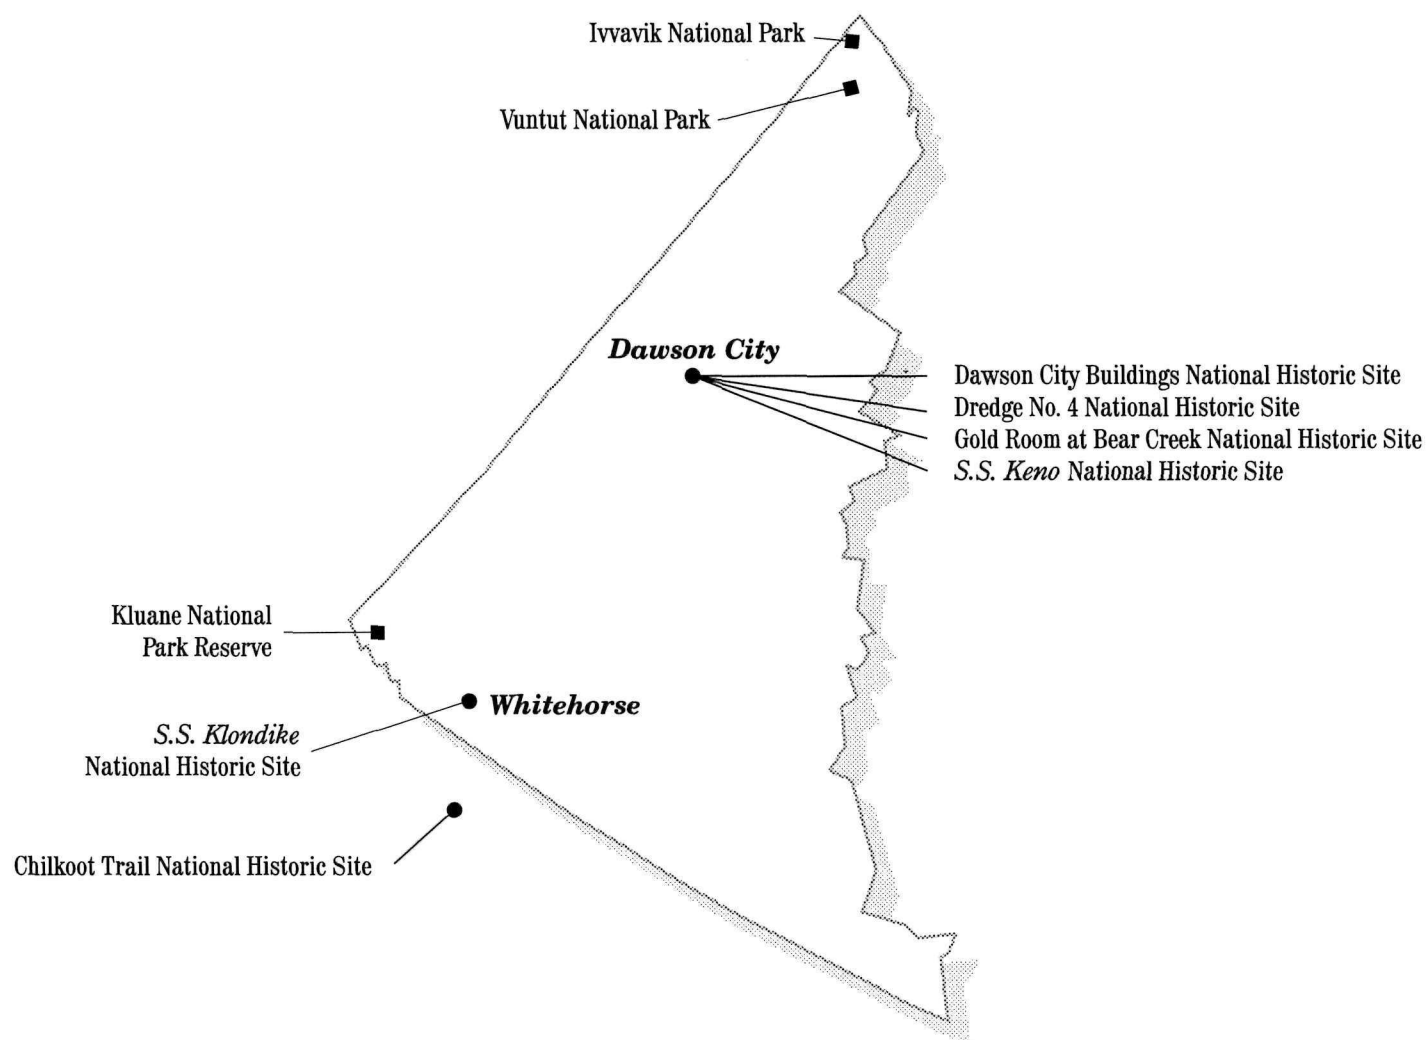 Ivvavik National Park
Vuntut National Park
Dawson City
Dawson City Buildings National Historic Site
Dredge No. 4 National Historic Site
Gold Room at Bear Creek National Historic Site
S.S. Keno National Historic Site
Kluane National
Park Reserve
Whitehorse
S.S. Klondike
National Historic Site
Chilkoot Trail National Historic Site